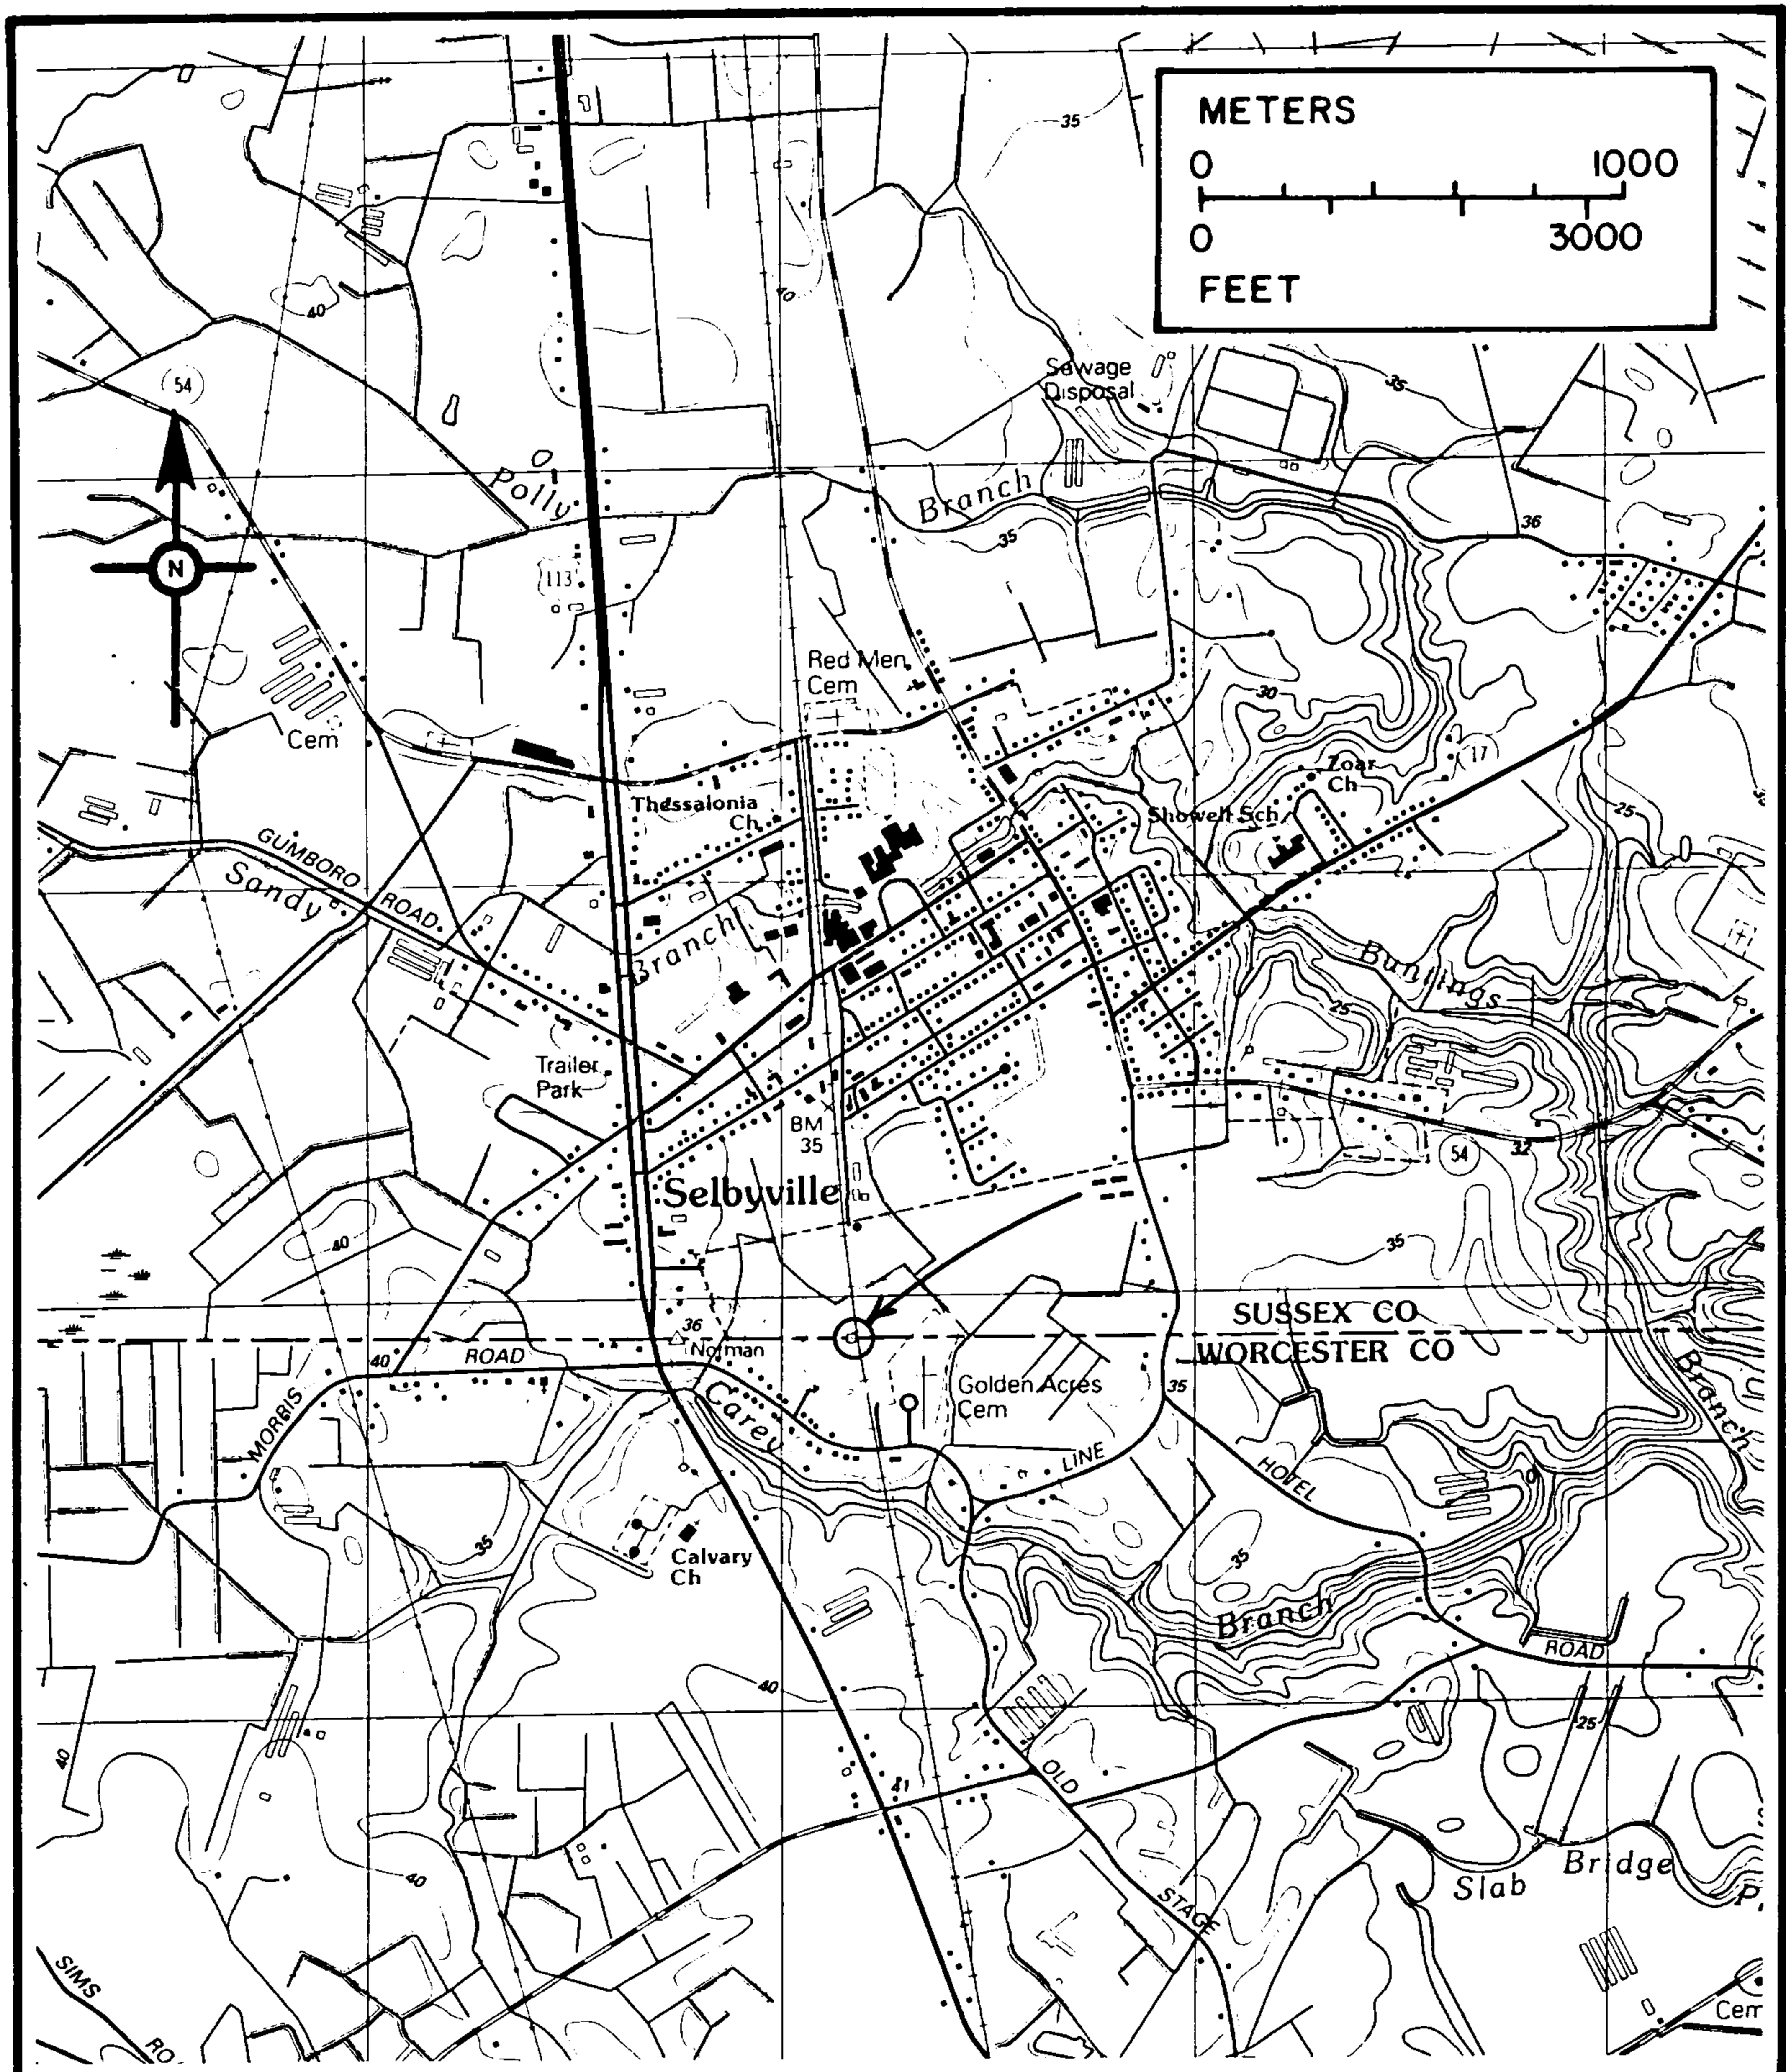 METERS
0 1000
0 3000
FEET
35
40
40
54
Sewage
Disposal
35
Polly
Branch
35
36
N
113
Red Men
Cem
30
Cem
17
Zoar
Ch
Thessalonia
Ch
Showell Sch
25
GUMBORO ROAD
Sandy
Branch
Buntings
25
Trailer
Park
BM
35
54
32
Selbyville
40
35
SUSSEX CO
WORCESTER CO
36
Norman
40
ROAD
MORRIS
Carey
Golden Acres
Cem
35
Branch
LINE
HOTEL
35
Calvary
Ch
35
Branch
ROAD
40
25
40
41
OLD
40
Slab Bridge
P.
STAGE
SIMS
RO
Cem